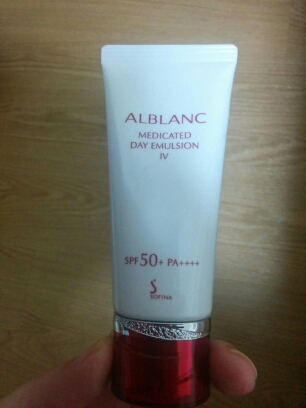 ALBLANC
MEDICATED
DAY EMULSION
IV
SPF50+ PA++++
S
SOFINA